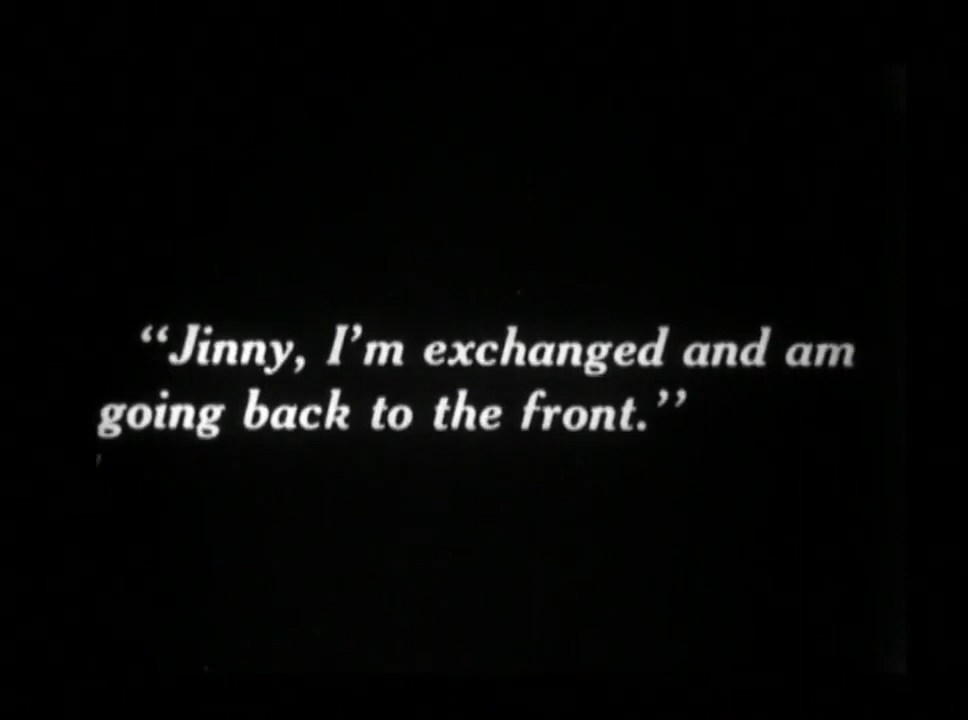 “Jinny, I’m exchanged and am
going back to the front.”